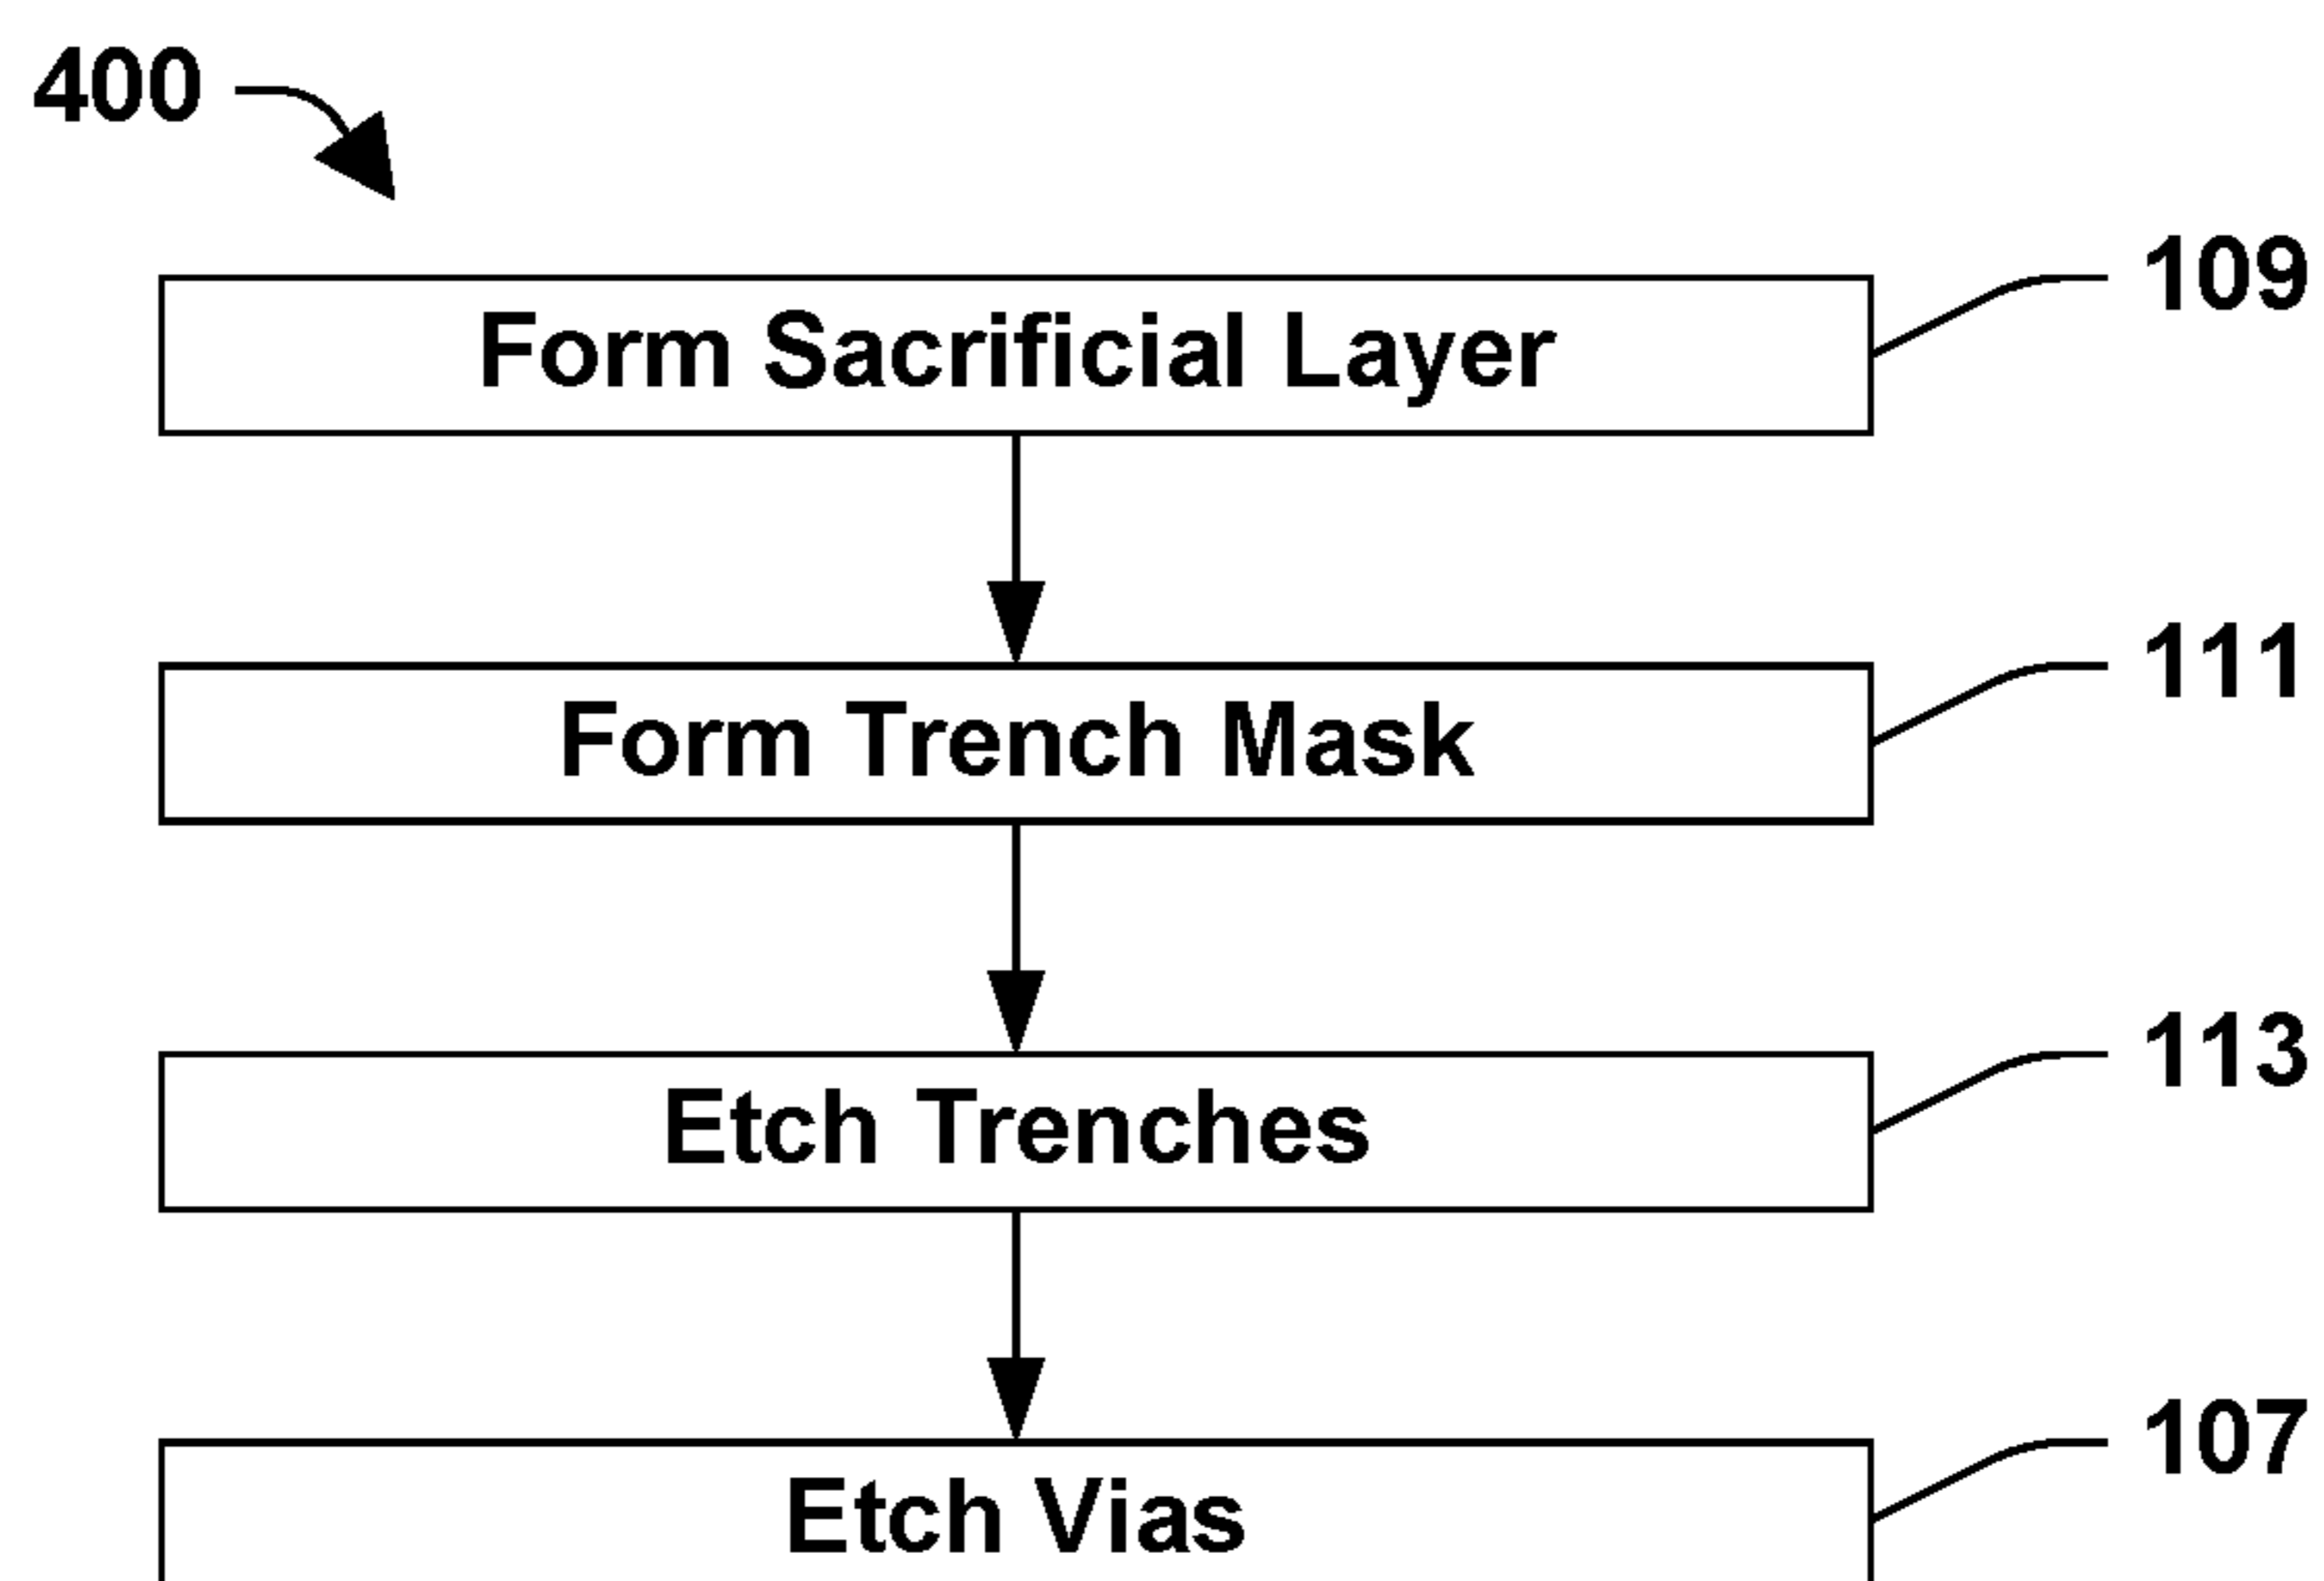 400
109
Form Sacrificial Layer
111
Form Trench Mask
113
Etch Trenches
107
Etch Vias